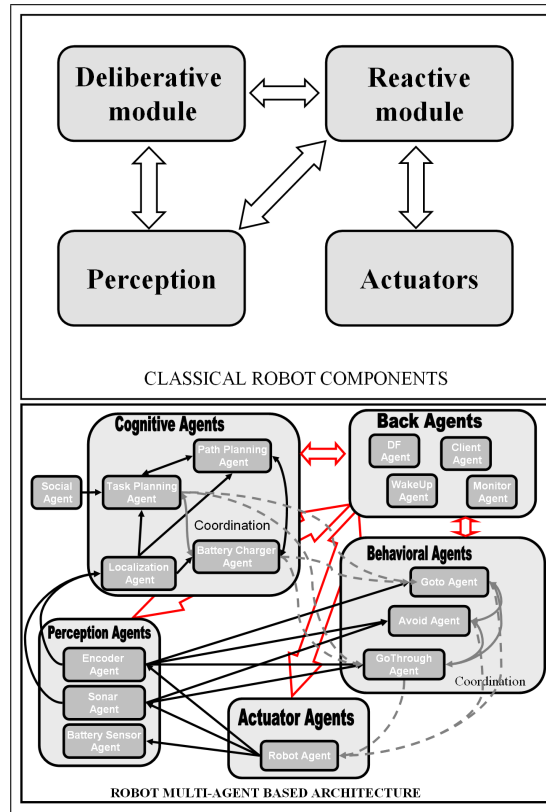 Deliberative
module
Reactive
module
Perception
Actuators
CLASSICAL ROBOT COMPONENTS
Cognitive Agents
Path Planning
Agent
Social
Agent
Task Planning
Agent
Coordination
Localization
Agent
Battery Charger
Agent
Back Agents
DF
Agent
Client
Agent
WakeUp
Agent
Monitor
Agent
Behavioral Agents
Goto Agent
Avoid Agent
GoThrough
Agent
Coordination
Perception Agents
Encoder
Agent
Sonar
Agent
Battery Sensor
Agent
Actuator Agents
Robot Agent
ROBOT MULTI-AGENT BASED ARCHITECTURE